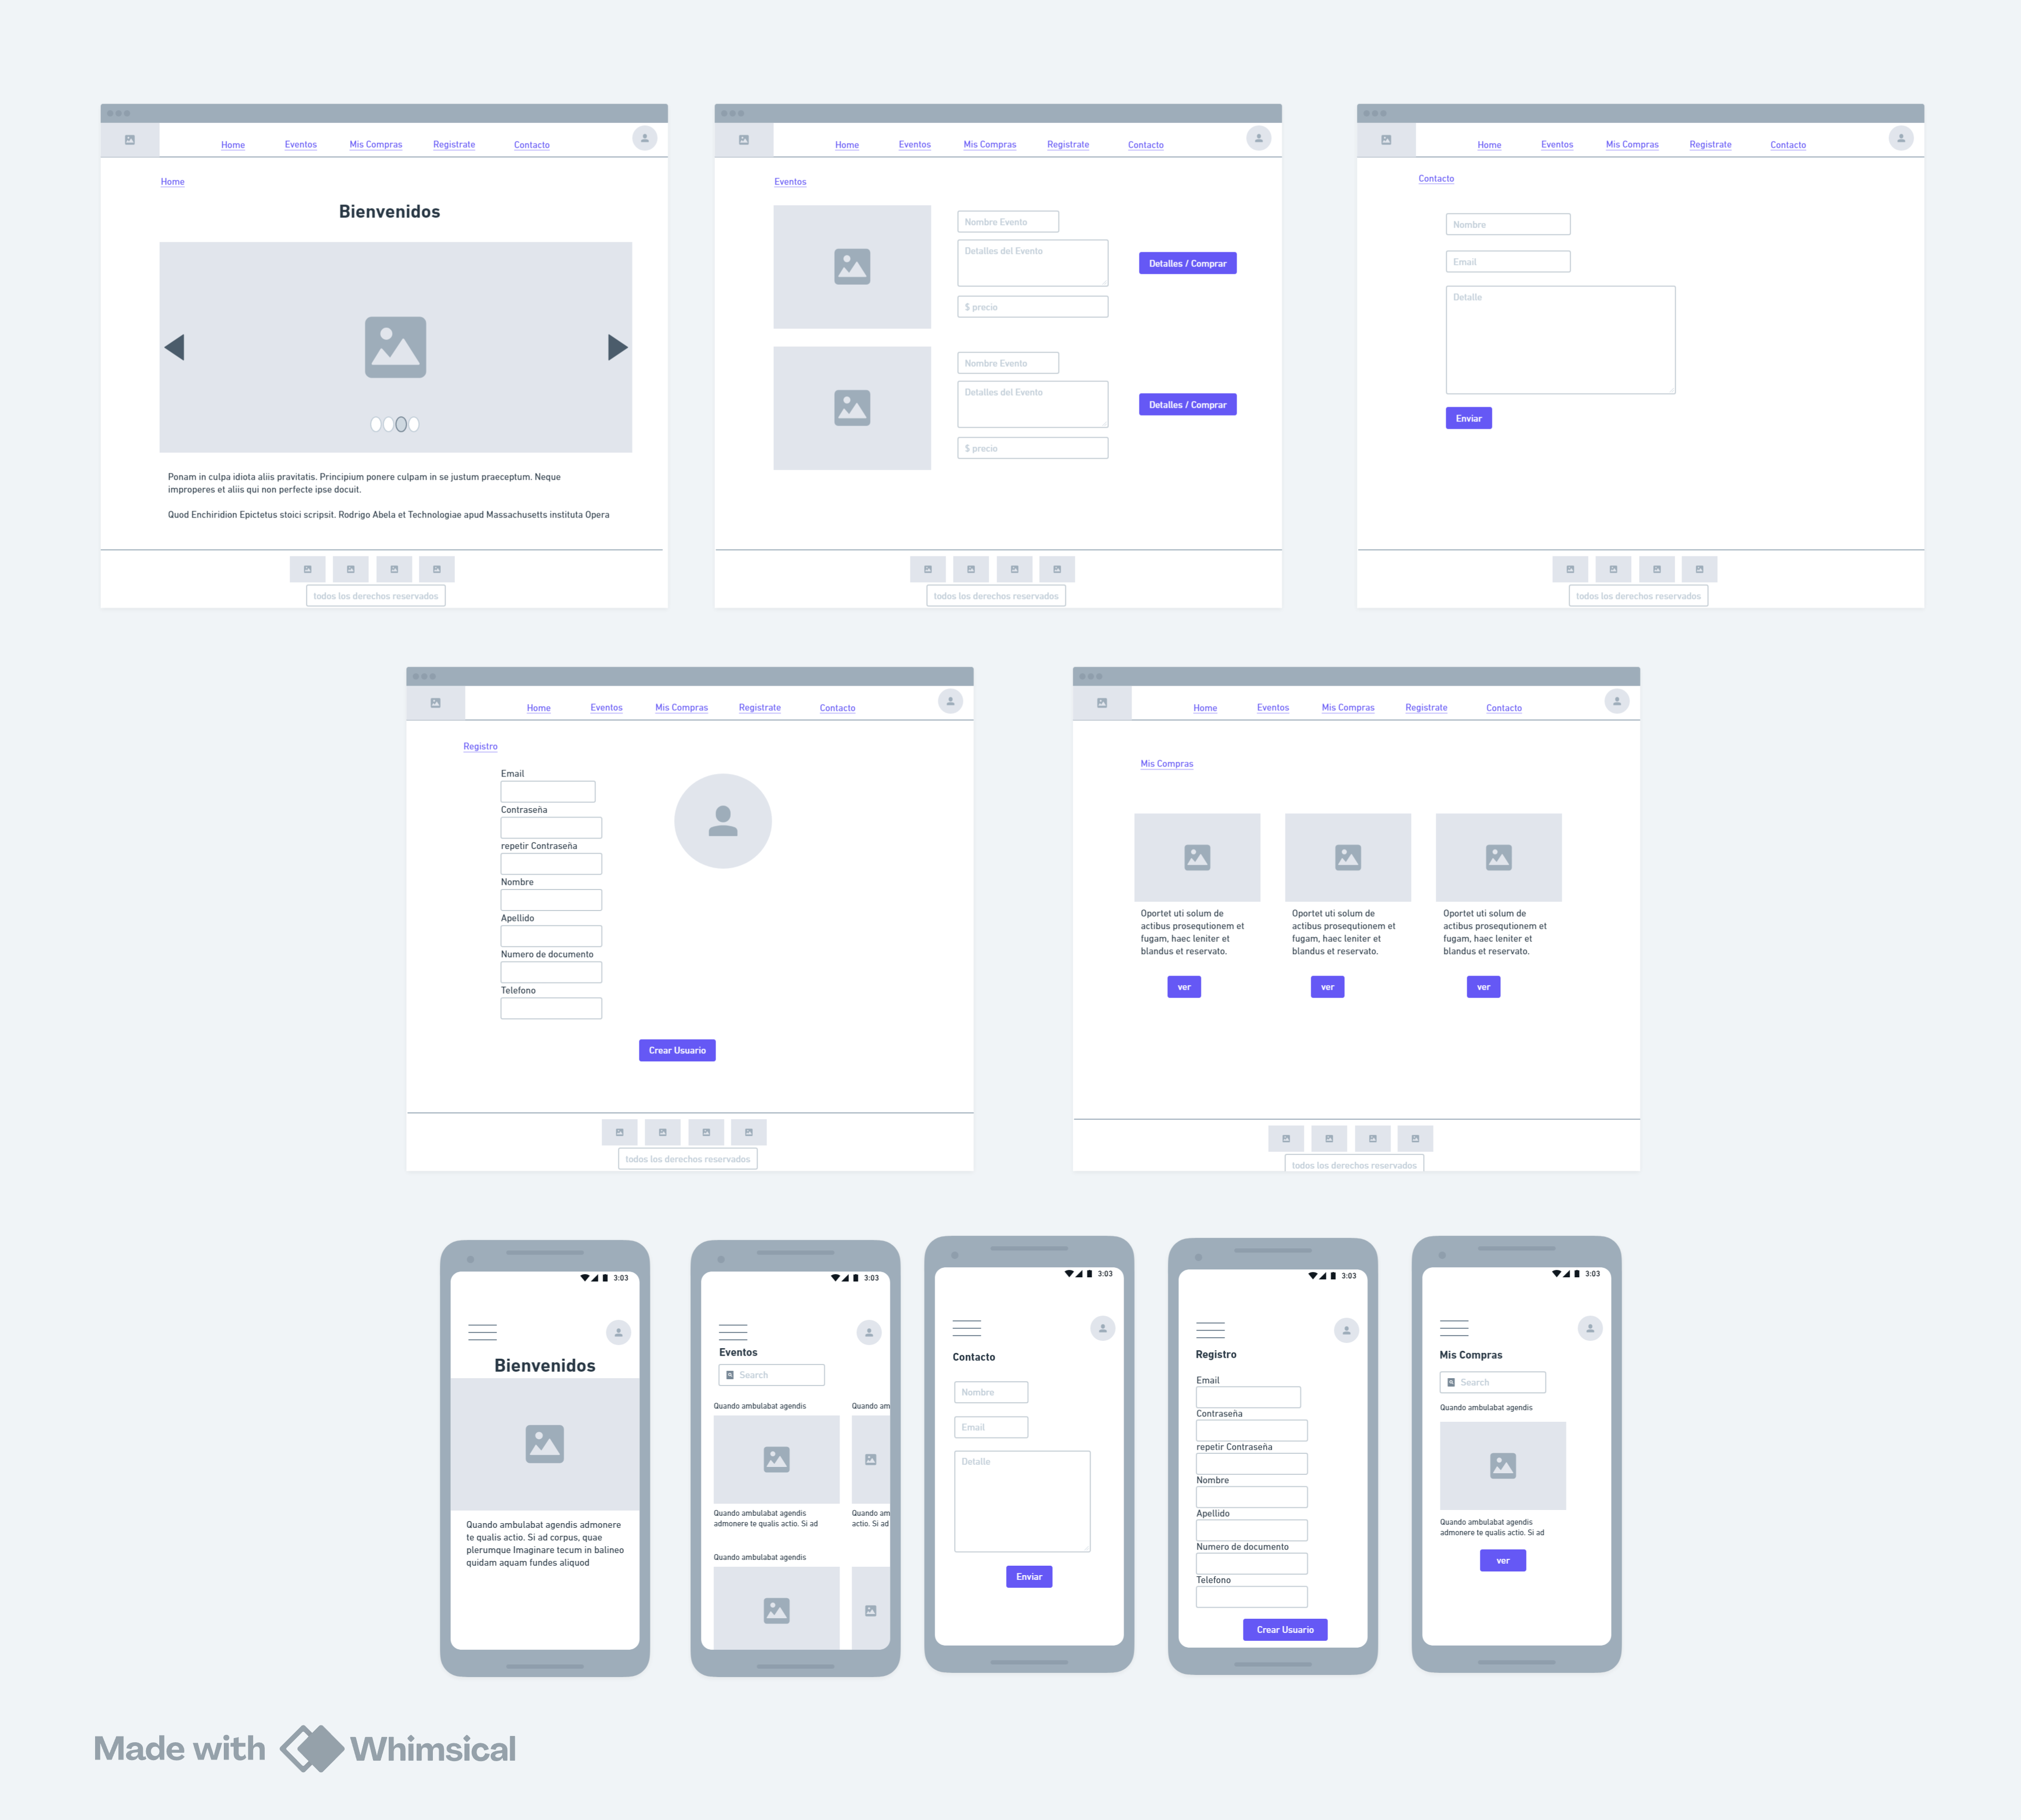 Home Eventos Mis Compras Registrate Contacto
Home
Bienvenidos
Ponam in culpa idiota aliis pravitatis. Principium ponere culpam in se justum praeceptum. Neque
improperes et aliis qui non perfecte ipse docuit.
Quod Enchiridion Epictetus stoici scripsit. Rodrigo Abela et Technologiae apud Massachusetts instituta Opera
todos los derechos reservados
Home Eventos Mis Compras Registrate Contacto
Eventos
Nombre Evento
Detalles del Evento
$ precio
Detalles / Comprar
Nombre Evento
Detalles del Evento
$ precio
Detalles / Comprar
todos los derechos reservados
Home Eventos Mis Compras Registrate Contacto
Contacto
Nombre
Email
Detalle
Enviar
todos los derechos reservados
Home Eventos Mis Compras Registrate Contacto
Registro
Email
Contraseña
repetir Contraseña
Nombre
Apellido
Numero de documento
Telefono
Crear Usuario
todos los derechos reservados
Home Eventos Mis Compras Registrate Contacto
Mis Compras
Oportet uti solum de
actibus prosequtionem et
fugam, haec leniter et
blandus et reservato.
ver
Oportet uti solum de
actibus prosequtionem et
fugam, haec leniter et
blandus et reservato.
ver
Oportet uti solum de
actibus prosequtionem et
fugam, haec leniter et
blandus et reservato.
ver
todos los derechos reservados
3:03
Bienvenidos
Quando ambulabat agendis admonere
te qualis actio. Si ad corpus, quae
plerumque Imaginare tecum in balineo
quidam aquam fundes aliquod
3:03
Eventos
Search
Quando ambulabat agendis
Quando am
Quando ambulabat agendis
admonere te qualis actio. Si ad
Quando am
actio. Si ad
Quando ambulabat agendis
3:03
Contacto
Nombre
Email
Detalle
Enviar
3:03
Registro
Email
Contraseña
repetir Contraseña
Nombre
Apellido
Numero de documento
Telefono
Crear Usuario
3:03
Mis Compras
Search
Quando ambulabat agendis
Quando ambulabat agendis
admonere te qualis actio. Si ad
ver
Made with Whimsical